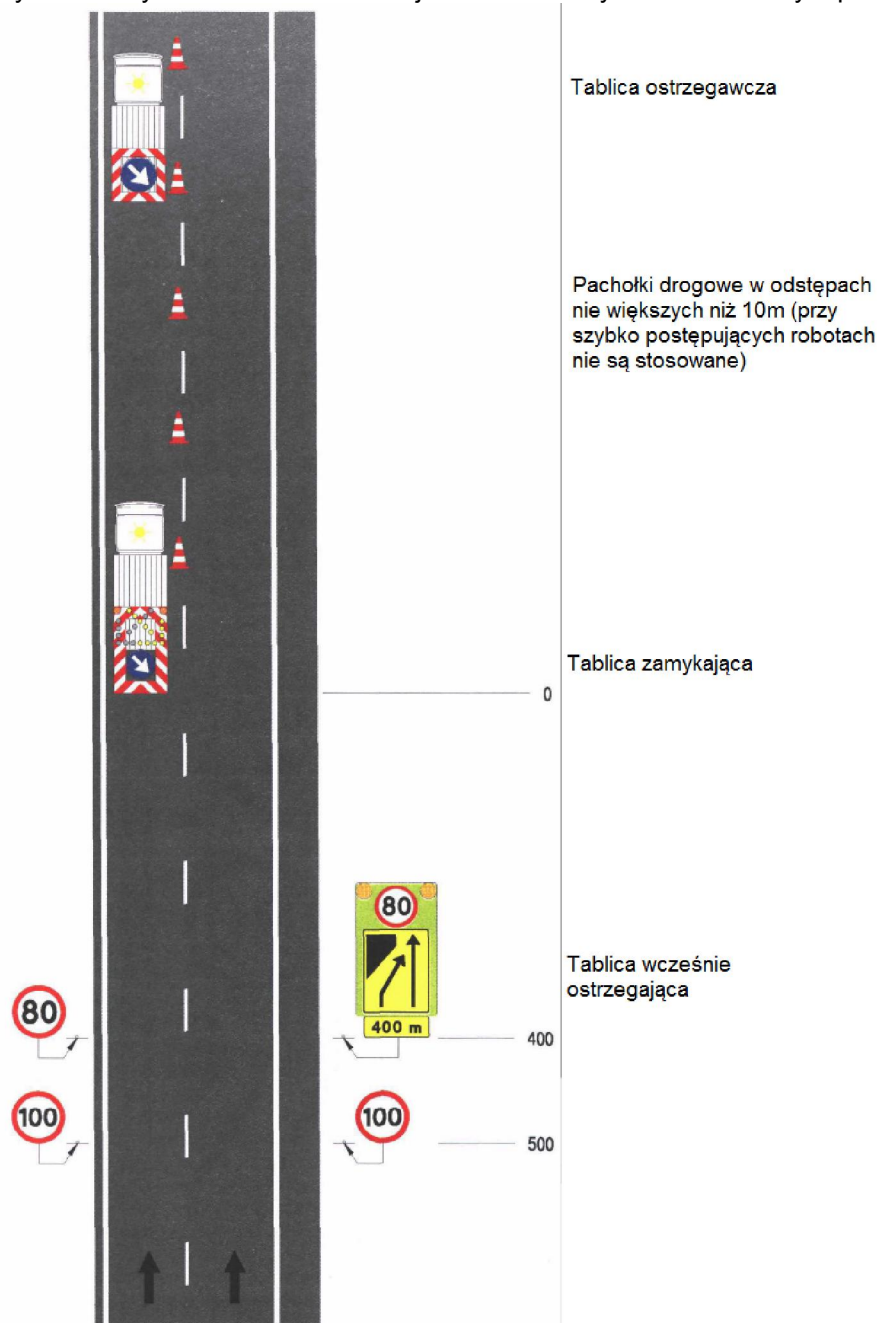 Tablica ostrzegawcza
Pachołki drogowe w odstępach
nie większych niż 10m (przy
szybko postępujących robotach
nie są stosowane)
Tablica zamykająca
0
80
Tablica wcześnie
ostrzegająca
80
400 m
400
100
100
500